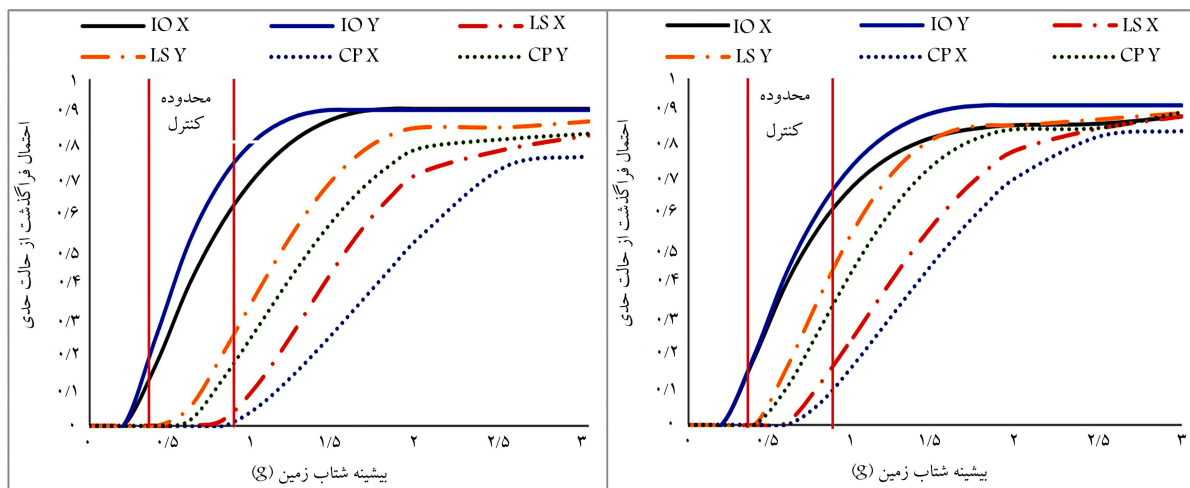 IO X IO Y LS X
LS Y CP X CP Y
محدوده
کنترل
احتمال فراگذشت از حالت حدی
۱
۰/۹
۰/۸
۰/۷
۰/۶
۰/۵
۰/۴
۰/۳
۰/۲
۰/۱
۰
۰ ۰/۵ ۱ ۱/۵ ۲ ۲/۵ ۳
بیشینه شتاب زمین (g)
IO X IO Y LS X
LS Y CP X CP Y
محدوده
کنترل
احتمال فراگذشت از حالت حدی
۱
۰/۹
۰/۸
۰/۷
۰/۶
۰/۵
۰/۴
۰/۳
۰/۲
۰/۱
۰
۰ ۰/۵ ۱ ۱/۵ ۲ ۲/۵ ۳
بیشینه شتاب زمین (g)